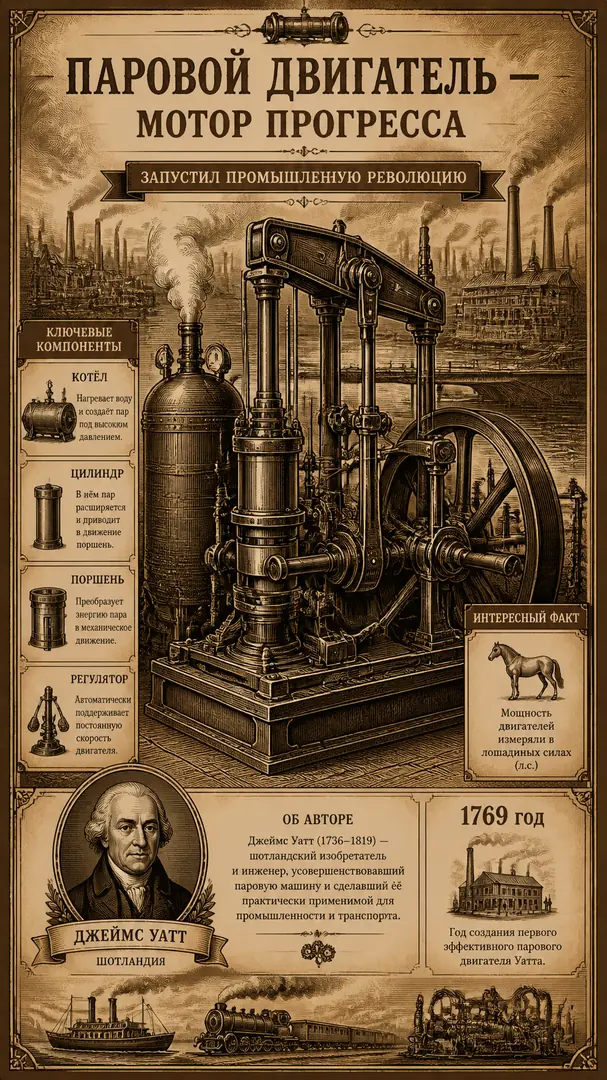 ПАРОВОЙ ДВИГАТЕЛЬ —
МОТОР ПРОГРЕССА
ЗАПУСТИЛ ПРОМЫШЛЕННУЮ РЕВОЛЮЦИЮ
КЛЮЧЕВЫЕ
КОМПОНЕНТЫ
КОТЁЛ
Нагревает воду
и создаёт пар
под высоким
давлением.
ЦИЛИНДР
В нём пар
расширяется
и приводит
в движение
поршень.
ПОРШЕНЬ
Преобразует
энергию пара
в механическое
движение.
РЕГУЛЯТОР
Автоматически
поддерживает
постоянную
скорость
двигателя.
ИНТЕРЕСНЫЙ ФАКТ
Мощность
двигателей
измеряли в
лошадиных силах
(л.с.)
ДЖЕЙМС УАТТ
ШОТЛАНДИЯ
ОБ АВТОРЕ
Джеймс Уатт (1736–1819) —
шотландский изобретатель
и инженер, усовершенствовавший
паровую машину и сделавший её
практически применимой для
промышленности и транспорта.
1769 год
Год создания первого
эффективного парового
двигателя Уатта.